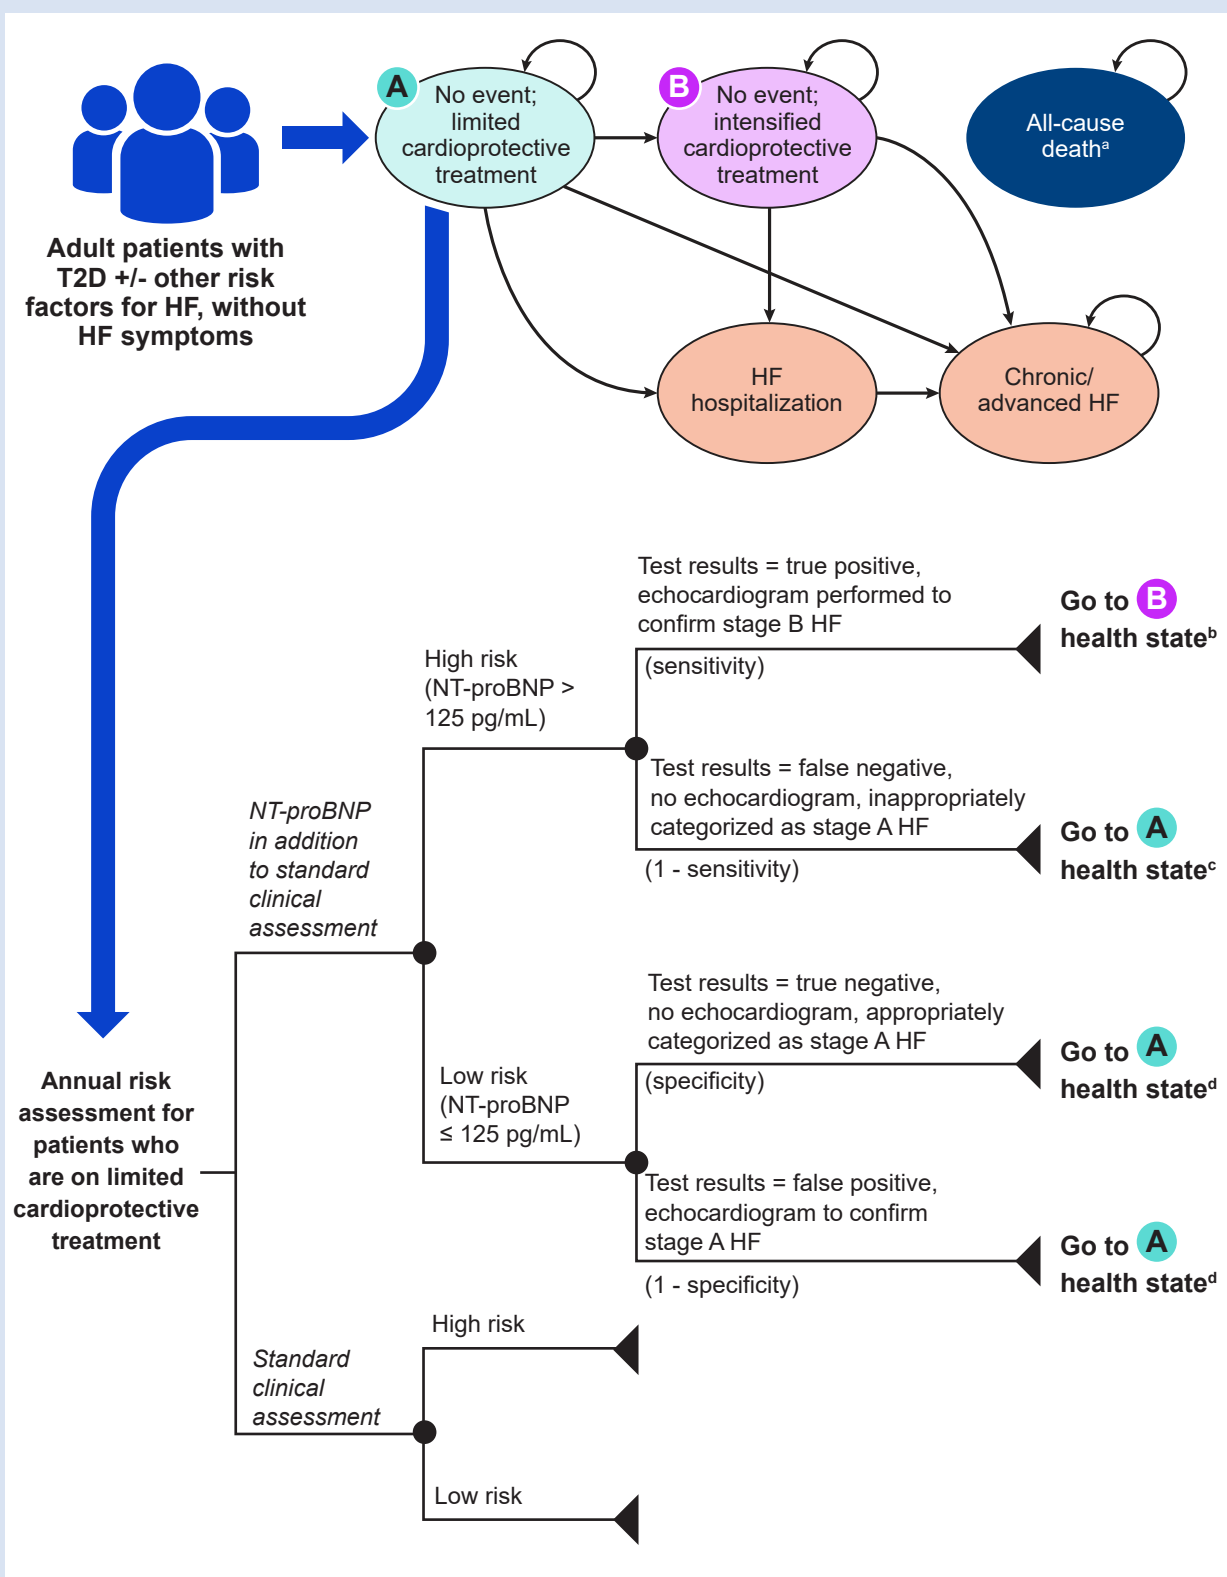 A
No event;
limited
cardioprotective
treatment
B
No event;
intensified
cardioprotective
treatment
All-cause
deathᵃ
Adult patients with
T2D +/- other risk
factors for HF, without
HF symptoms
HF
hospitalization
Chronic/
advanced HF
Test results = true positive,
echocardiogram performed to
confirm stage B HF
(sensitivity)
Go to B
health stateᵇ
High risk
(NT-proBNP >
125 pg/mL)
Test results = false negative,
no echocardiogram, inappropriately
categorized as stage A HF
(1 - sensitivity)
Go to A
health stateᶜ
NT-proBNP
in addition
to standard
clinical
assessment
Test results = true negative,
no echocardiogram, appropriately
categorized as stage A HF
(specificity)
Go to A
health stateᵈ
Low risk
(NT-proBNP
≤ 125 pg/mL)
Annual risk
assessment for
patients who
are on limited
cardioprotective
treatment
Test results = false positive,
echocardiogram to confirm
stage A HF
(1 - specificity)
Go to A
health stateᵈ
High risk
Standard
clinical
assessment
Low risk